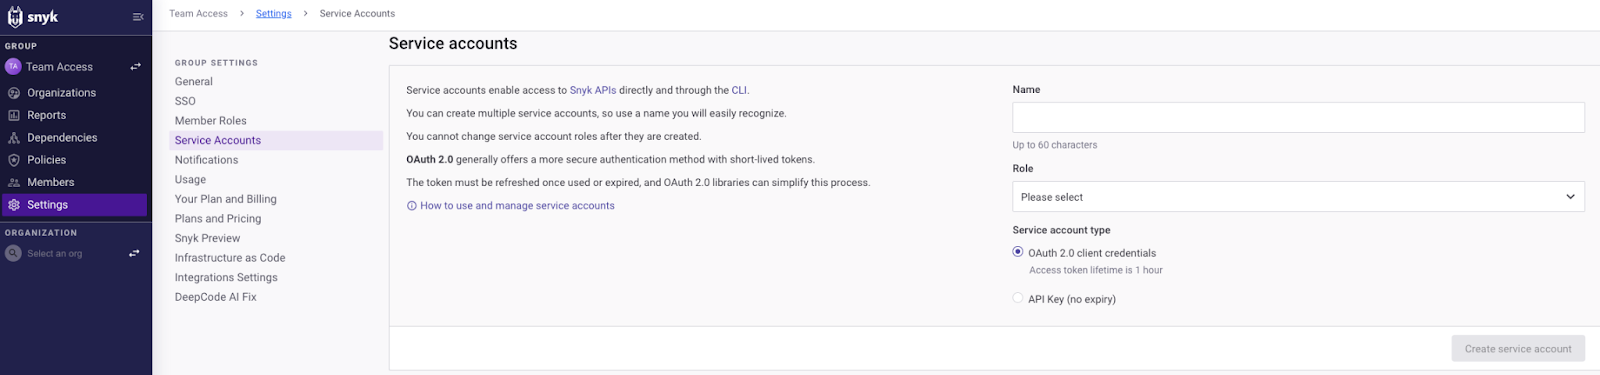 snyk
GROUP
TA
Team Access
Organizations
Reports
Dependencies
Policies
Members
Settings
ORGANIZATION
Select an org
Team Access > Settings > Service Accounts
GROUP SETTINGS
General
SSO
Member Roles
Service Accounts
Notifications
Usage
Your Plan and Billing
Plans and Pricing
Snyk Preview
Infrastructure as Code
Integrations Settings
DeepCode AI Fix
Service accounts
Service accounts enable access to Snyk APIs directly and through the CLI.
You can create multiple service accounts, so use a name you will easily recognize.
You cannot change service account roles after they are created.
OAuth 2.0 generally offers a more secure authentication method with short-lived tokens.
The token must be refreshed once used or expired, and OAuth 2.0 libraries can simplify this process.
How to use and manage service accounts
Name
Up to 60 characters
Role
Please select
Service account type
OAuth 2.0 client credentials
Access token lifetime is 1 hour
API Key (no expiry)
Create service account